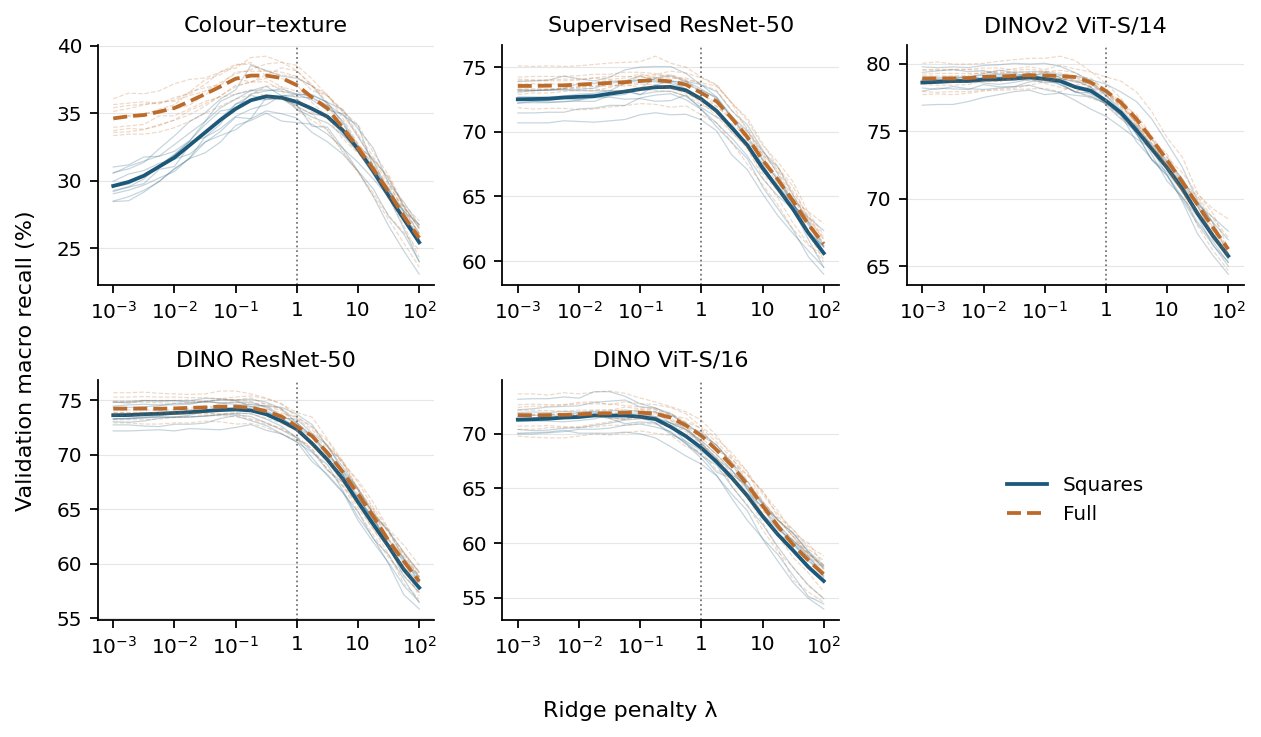 Colour–texture
Supervised ResNet-50
DINOv2 ViT-S/14
40
35
30
25
10⁻³ 10⁻² 10⁻¹ 1 10 10²
75
70
65
60
10⁻³ 10⁻² 10⁻¹ 1 10 10²
80
75
70
65
10⁻³ 10⁻² 10⁻¹ 1 10 10²
Validation macro recall (%)
DINO ResNet-50
DINO ViT-S/16
75
70
65
60
55
10⁻³ 10⁻² 10⁻¹ 1 10 10²
70
65
60
55
10⁻³ 10⁻² 10⁻¹ 1 10 10²
Squares
Full
Ridge penalty λ